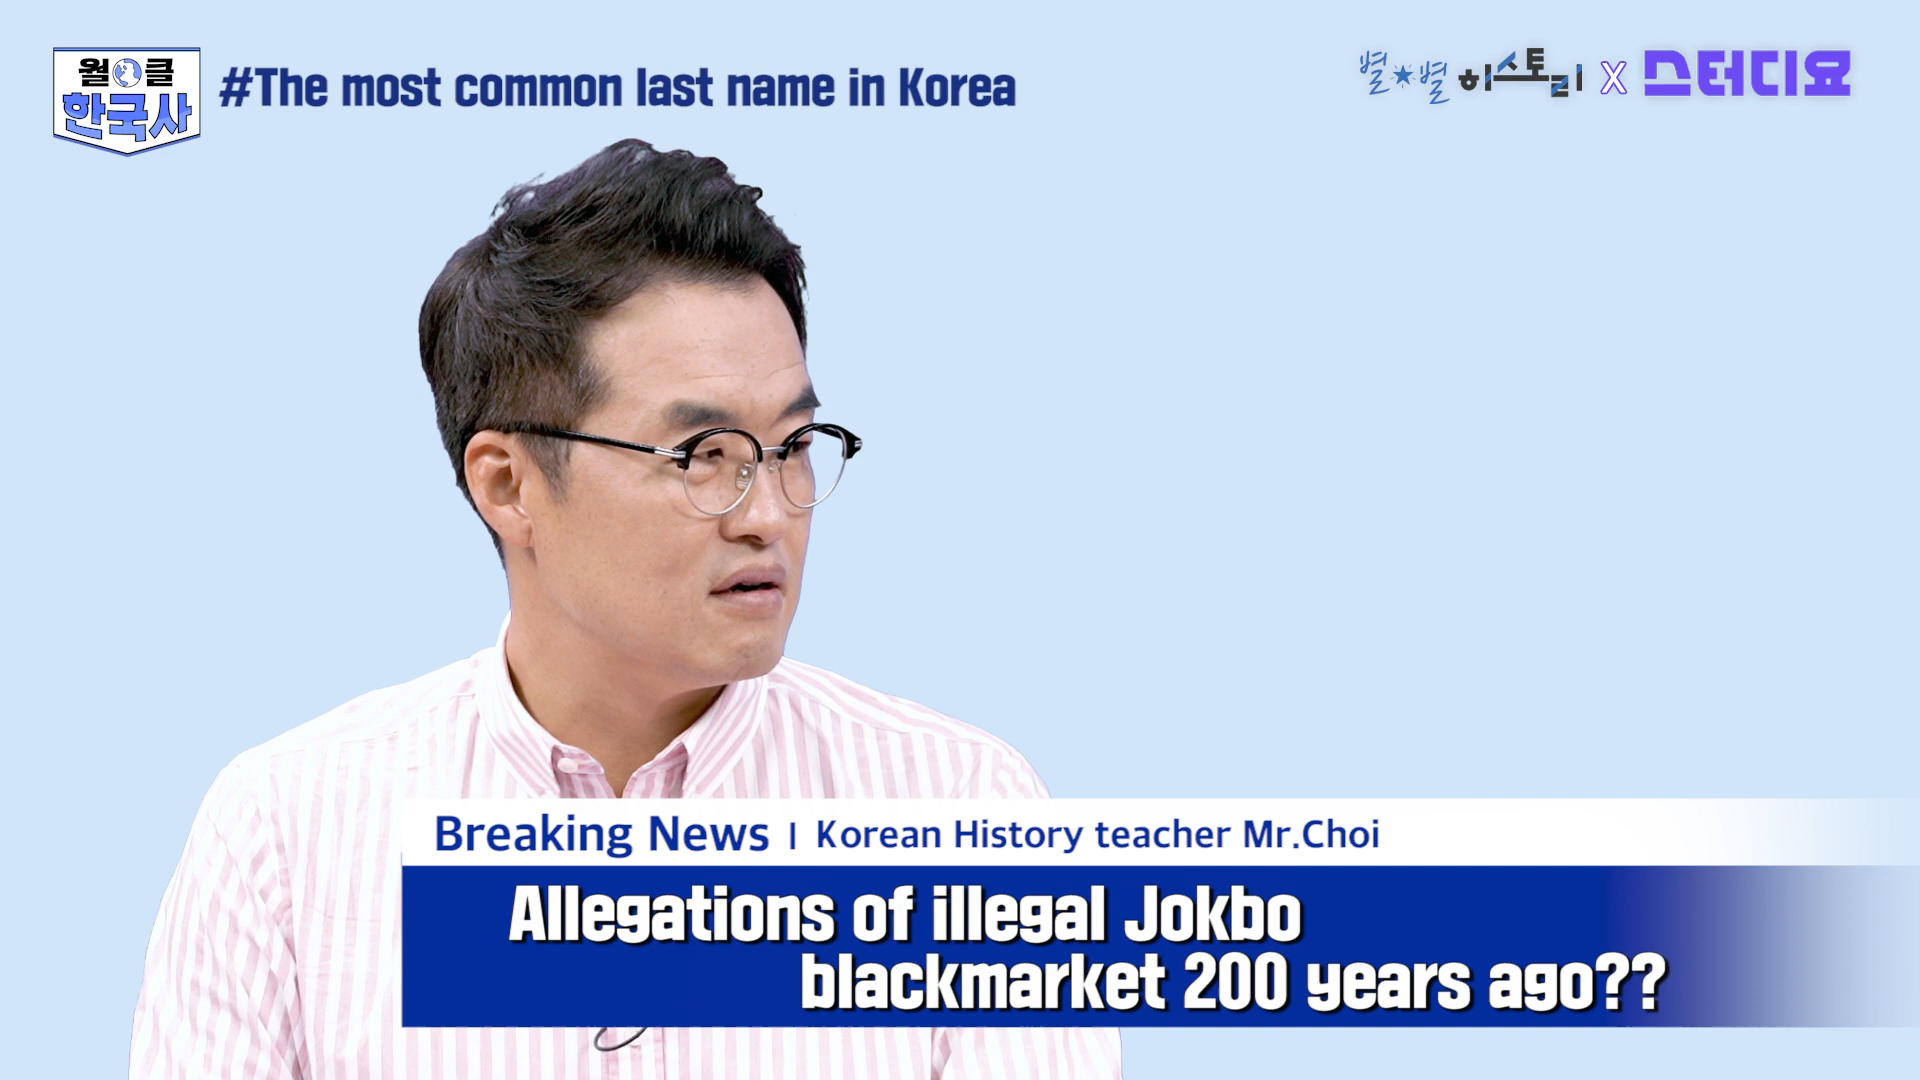 월클
한국사
#The most common last name in Korea
별★별 히스토리 X 스터디요
Breaking News | Korean History teacher Mr.Choi
Allegations of illegal Jokbo
blackmarket 200 years ago??